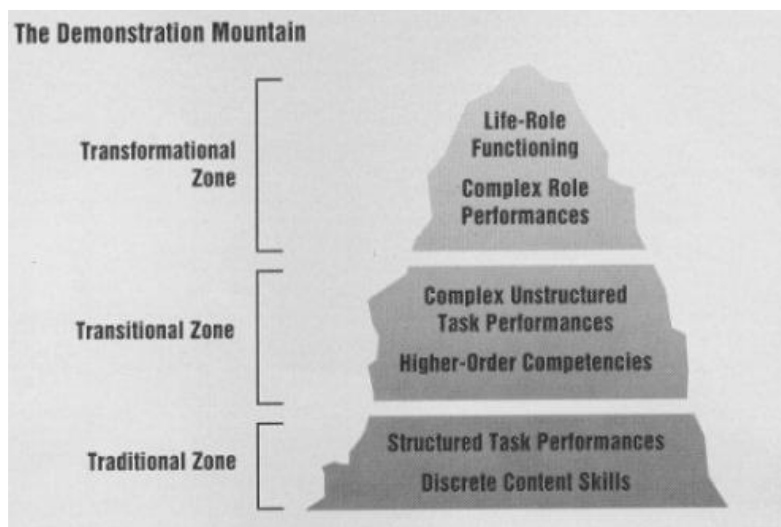 The Demonstration Mountain
Transformational
Zone
Life-Role
Functioning
Complex Role
Performances
Transitional Zone
Complex Unstructured
Task Performances
Higher-Order Competencies
Traditional Zone
Structured Task Performances
Discrete Content Skills